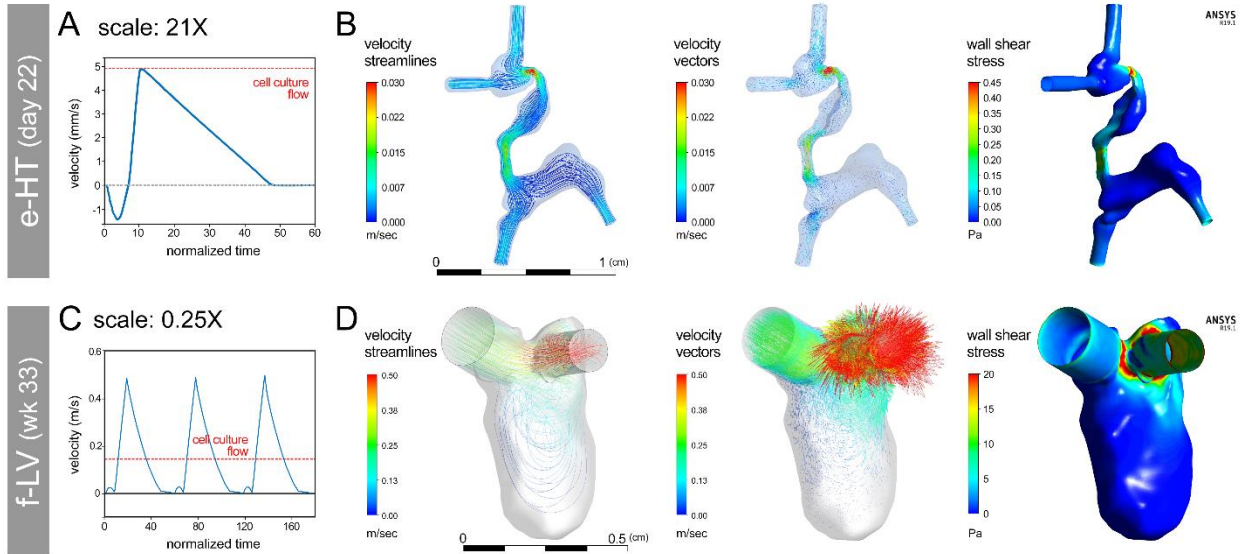 e-HT (day 22)
A scale: 21X
velocity (mm/s)
5
4
3
2
1
0
-1
cell culture
flow
0 10 20 30 40 50 60
normalized time
B
velocity
streamlines
0.030
0.022
0.015
0.007
0.000
m/sec
0 1 (cm)
velocity
vectors
0.030
0.022
0.015
0.007
0.000
m/sec
wall shear
stress
0.45
0.40
0.35
0.30
0.25
0.20
0.15
0.10
0.05
0.00
Pa
ANSYS
R19.1
f-LV (wk 33)
C scale: 0.25X
velocity (m/s)
0.6
0.4
0.2
0
cell culture
flow
0 40 80 120 160
normalized time
D
velocity
streamlines
0.50
0.38
0.25
0.13
0.00
m/sec
0 0.5 (cm)
velocity
vectors
0.50
0.38
0.25
0.13
0.00
m/sec
wall shear
stress
20
15
10
5
0
Pa
ANSYS
R19.1